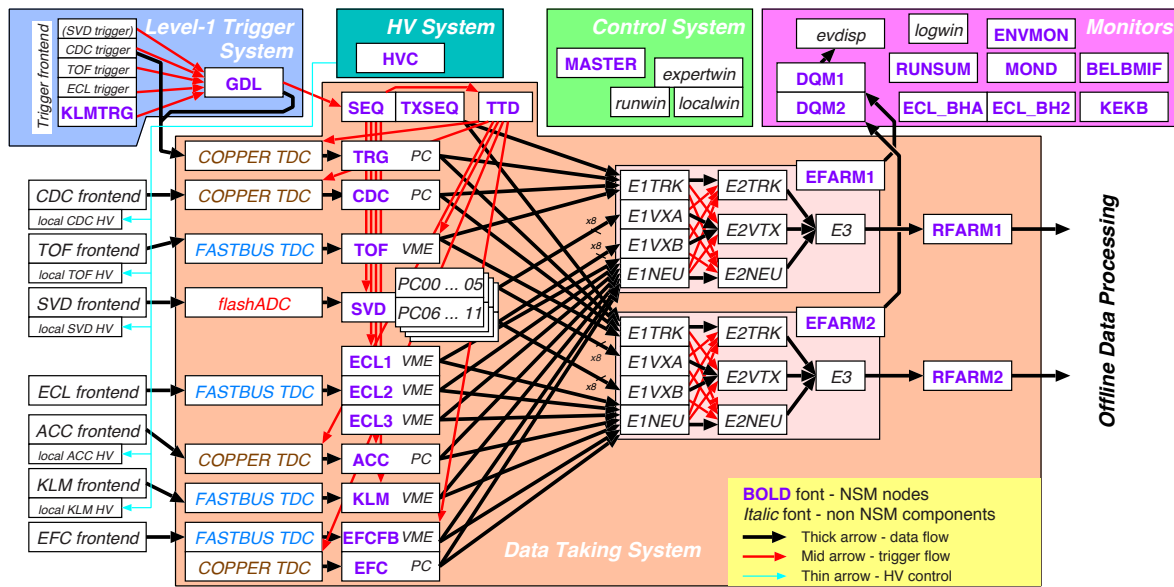 Level-1 Trigger
System
Trigger frontend
(SVD trigger)
CDC trigger
TOF trigger
ECL trigger
KLMTRG
GDL
HV System
HVC
Control System
MASTER
expertwin
runwin
localwin
Monitors
evdisp
logwin
ENVMON
DQM1
RUNSUM
MOND
BELBMIF
DQM2
ECL_BHA
ECL_BH2
KEKB
SEQ
TXSEQ
TTD
COPPER TDC
TRG PC
CDC frontend
local CDC HV
COPPER TDC
CDC PC
TOF frontend
local TOF HV
FASTBUS TDC
TOF VME
SVD frontend
local SVD HV
flashADC
SVD
PC00 ... 05
PC06 ... 11
ECL1 VME
ECL frontend
FASTBUS TDC
ECL2 VME
ECL3 VME
ACC frontend
local ACC HV
COPPER TDC
ACC PC
KLM frontend
local KLM HV
FASTBUS TDC
KLM VME
EFC frontend
FASTBUS TDC
EFCFB VME
COPPER TDC
EFC PC
Data Taking System
EFARM1
E1TRK
E1VXA
E1VXB
E1NEU
x8
x8
E2TRK
E2VTX
E2NEU
E3
RFARM1
EFARM2
E1TRK
E1VXA
E1VXB
E1NEU
x8
x8
E2TRK
E2VTX
E2NEU
E3
RFARM2
Offline Data Processing
BOLD font - NSM nodes
Italic font - non NSM components
Thick arrow - data flow
Mid arrow - trigger flow
Thin arrow - HV control